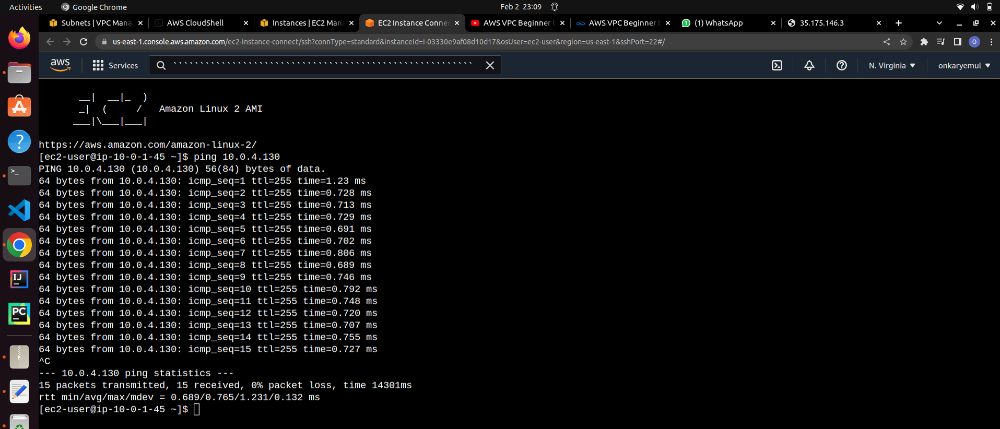 Activities
Google Chrome
Feb 2 23:09
Subnets | VPC Mana
AWS CloudShell
Instances | EC2 Mana
EC2 Instance Connec
AWS VPC Beginner t
AWS VPC Beginner t
(1) WhatsApp
35.175.146.3
us-east-1.console.aws.amazon.com/ec2-instance-connect/ssh?connType=standard&instanceId=i-03330e9af08d10d17&osUser=ec2-user&region=us-east-1&sshPort=22#/
O
aws
Services
N. Virginia
onkaryemul
__|  __|_  )
_|  (     /   Amazon Linux 2 AMI
___|\___|___|
https://aws.amazon.com/amazon-linux-2/
[ec2-user@ip-10-0-1-45 ~]$ ping 10.0.4.130
PING 10.0.4.130 (10.0.4.130) 56(84) bytes of data.
64 bytes from 10.0.4.130: icmp_seq=1 ttl=255 time=1.23 ms
64 bytes from 10.0.4.130: icmp_seq=2 ttl=255 time=0.728 ms
64 bytes from 10.0.4.130: icmp_seq=3 ttl=255 time=0.713 ms
64 bytes from 10.0.4.130: icmp_seq=4 ttl=255 time=0.729 ms
64 bytes from 10.0.4.130: icmp_seq=5 ttl=255 time=0.691 ms
64 bytes from 10.0.4.130: icmp_seq=6 ttl=255 time=0.702 ms
64 bytes from 10.0.4.130: icmp_seq=7 ttl=255 time=0.806 ms
64 bytes from 10.0.4.130: icmp_seq=8 ttl=255 time=0.689 ms
64 bytes from 10.0.4.130: icmp_seq=9 ttl=255 time=0.746 ms
64 bytes from 10.0.4.130: icmp_seq=10 ttl=255 time=0.792 ms
64 bytes from 10.0.4.130: icmp_seq=11 ttl=255 time=0.748 ms
64 bytes from 10.0.4.130: icmp_seq=12 ttl=255 time=0.720 ms
64 bytes from 10.0.4.130: icmp_seq=13 ttl=255 time=0.707 ms
64 bytes from 10.0.4.130: icmp_seq=14 ttl=255 time=0.755 ms
64 bytes from 10.0.4.130: icmp_seq=15 ttl=255 time=0.727 ms
^C
--- 10.0.4.130 ping statistics ---
15 packets transmitted, 15 received, 0% packet loss, time 14301ms
rtt min/avg/max/mdev = 0.689/0.765/1.231/0.132 ms
[ec2-user@ip-10-0-1-45 ~]$
IJ
PC